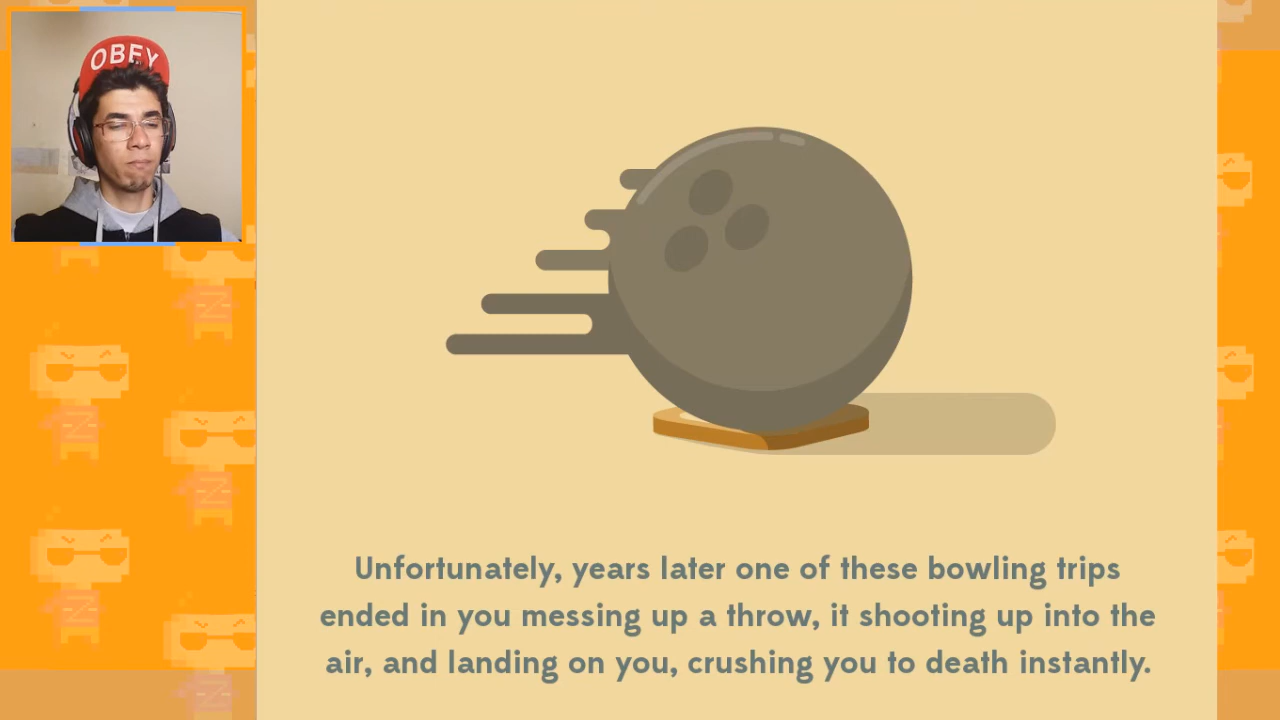 OBEY
Unfortunately, years later one of these bowling trips
ended in you messing up a throw, it shooting up into the
air, and landing on you, crushing you to death instantly.